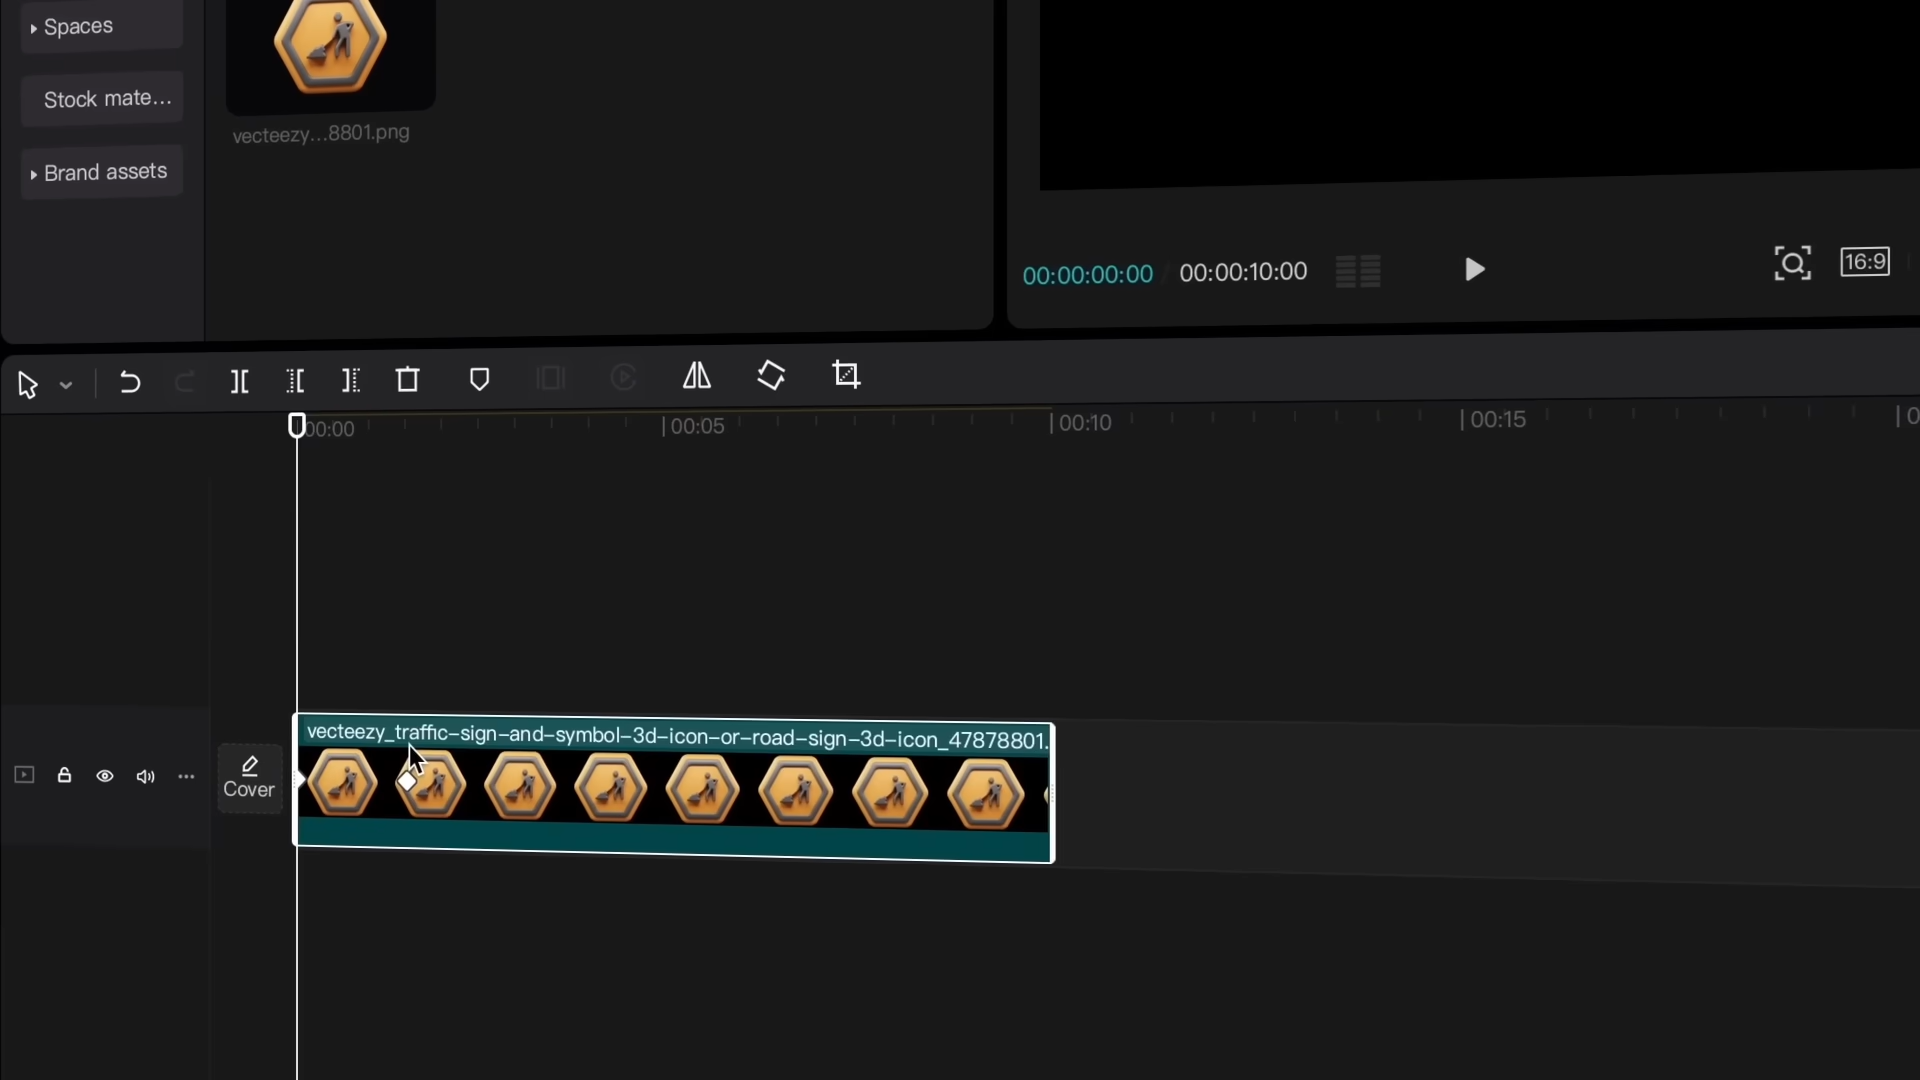 Spaces
Stock mate...
Brand assets
vecteezy...8801.png
00:00:00:00 / 00:00:10:00
16:9
00:00
00:05
00:10
00:15
0
Cover
vecteezy_traffic-sign-and-symbol-3d-icon-or-road-sign-3d-icon_47878801.